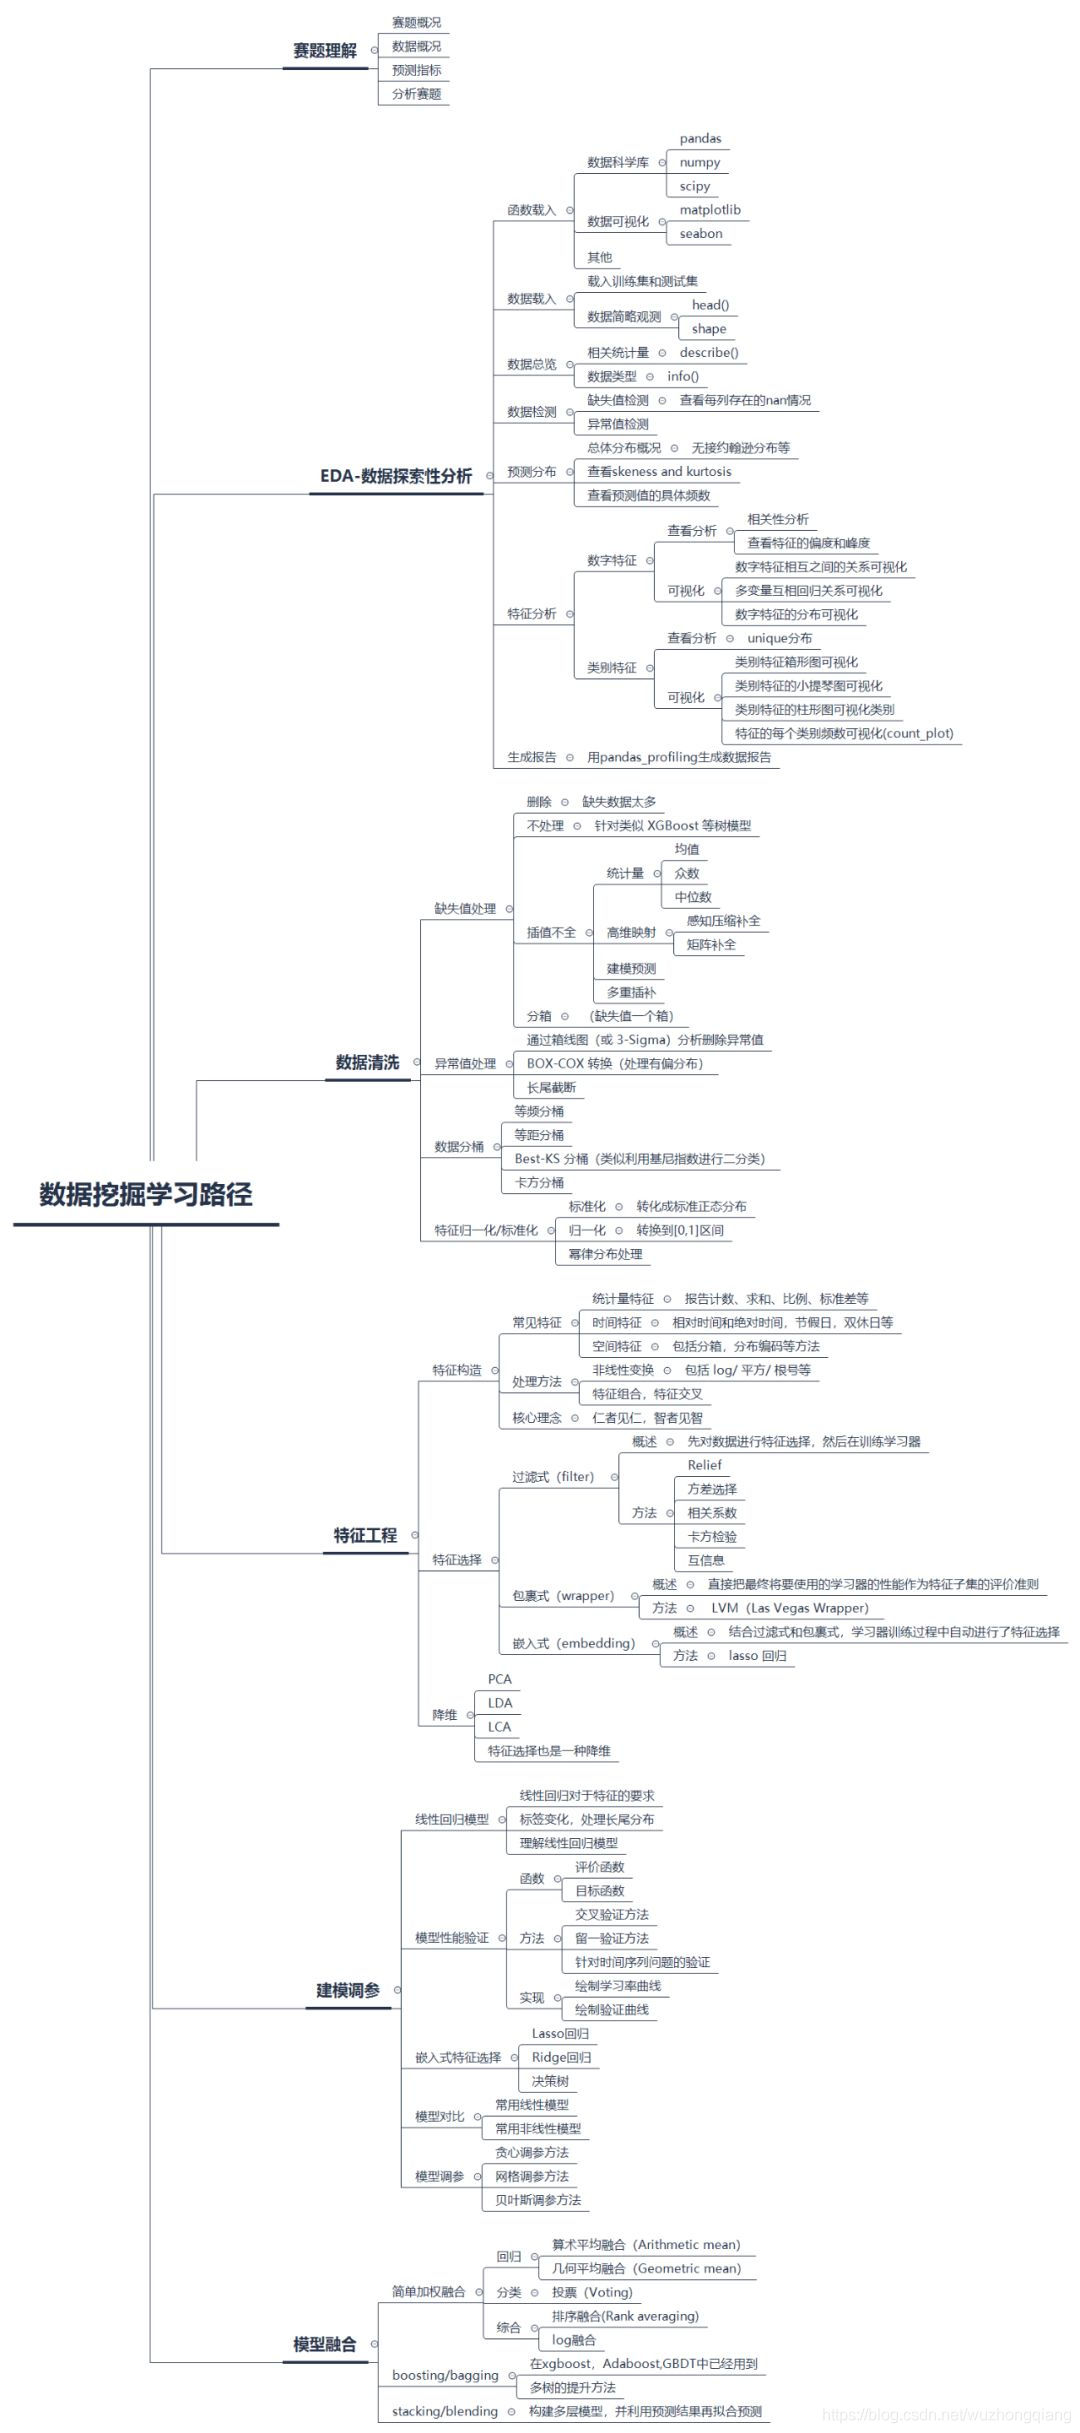 赛题理解
赛题概况
数据概况
预测指标
分析赛题
EDA-数据探索性分析
函数载入
数据科学库
pandas
numpy
scipy
数据可视化
matplotlib
seabon
其他
数据载入
载入训练集和测试集
数据简略观测
head()
shape
数据总览
相关统计量
describe()
数据类型
info()
数据检测
缺失值检测
查看每列存在的nan情况
异常值检测
预测分布
总体分布概况
无接约翰逊分布等
查看skeness and kurtosis
查看预测值的具体频数
特征分析
数字特征
查看分析
相关性分析
查看特征的偏度和峰度
可视化
数字特征相互之间的关系可视化
多变量互相回归关系可视化
数字特征的分布可视化
类别特征
查看分析
unique分布
可视化
类别特征箱形图可视化
类别特征的小提琴图可视化
类别特征的柱形图可视化类别
特征的每个类别频数可视化(count_plot)
生成报告
用pandas_profiling生成数据报告
数据清洗
缺失值处理
删除
缺失数据太多
不处理
针对类似 XGBoost 等树模型
插值不全
统计量
均值
众数
中位数
高维映射
感知压缩补全
矩阵补全
建模预测
多重插补
分箱
（缺失值一个箱）
异常值处理
通过箱线图（或 3-Sigma）分析删除异常值
BOX-COX 转换（处理有偏分布）
长尾截断
数据分桶
等频分桶
等距分桶
Best-KS 分桶（类似利用基尼指数进行二分类）
卡方分桶
特征归一化/标准化
标准化
转化成标准正态分布
归一化
转换到[0,1]区间
幂律分布处理
数据挖掘学习路径
特征工程
特征构造
常见特征
统计量特征
报告计数、求和、比例、标准差等
时间特征
相对时间和绝对时间，节假日，双休日等
空间特征
包括分箱，分布编码等方法
处理方法
非线性变换
包括 log/ 平方/ 根号等
特征组合，特征交叉
核心理念
仁者见仁，智者见智
特征选择
过滤式（filter）
概述
先对数据进行特征选择，然后在训练学习器
方法
Relief
方差选择
相关系数
卡方检验
互信息
包裹式（wrapper）
概述
直接把最终将要使用的学习器的性能作为特征子集的评价准则
方法
LVM（Las Vegas Wrapper）
嵌入式（embedding）
概述
结合过滤式和包裹式，学习器训练过程中自动进行了特征选择
方法
lasso 回归
降维
PCA
LDA
LCA
特征选择也是一种降维
建模调参
线性回归模型
线性回归对于特征的要求
标签变化，处理长尾分布
理解线性回归模型
模型性能验证
函数
评价函数
目标函数
方法
交叉验证方法
留一验证方法
针对时间序列问题的验证
实现
绘制学习率曲线
绘制验证曲线
嵌入式特征选择
Lasso回归
Ridge回归
决策树
模型对比
常用线性模型
常用非线性模型
模型调参
贪心调参方法
网格调参方法
贝叶斯调参方法
模型融合
简单加权融合
回归
算术平均融合（Arithmetic mean）
几何平均融合（Geometric mean）
分类
投票（Voting)
综合
排序融合(Rank averaging)
log融合
boosting/bagging
在xgboost，Adaboost,GBDT中已经用到
多树的提升方法
stacking/blending
构建多层模型，并利用预测结果再拟合预测
https://blog.csdn.net/wuzhongqiang